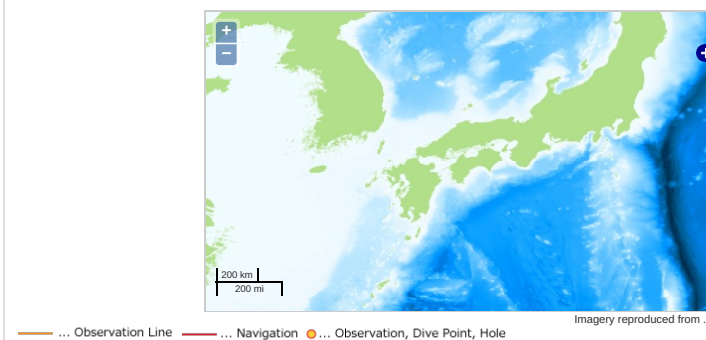 +
−
200 km
200 mi
Imagery reproduced from .
... Observation Line ... Navigation ... Observation, Dive Point, Hole